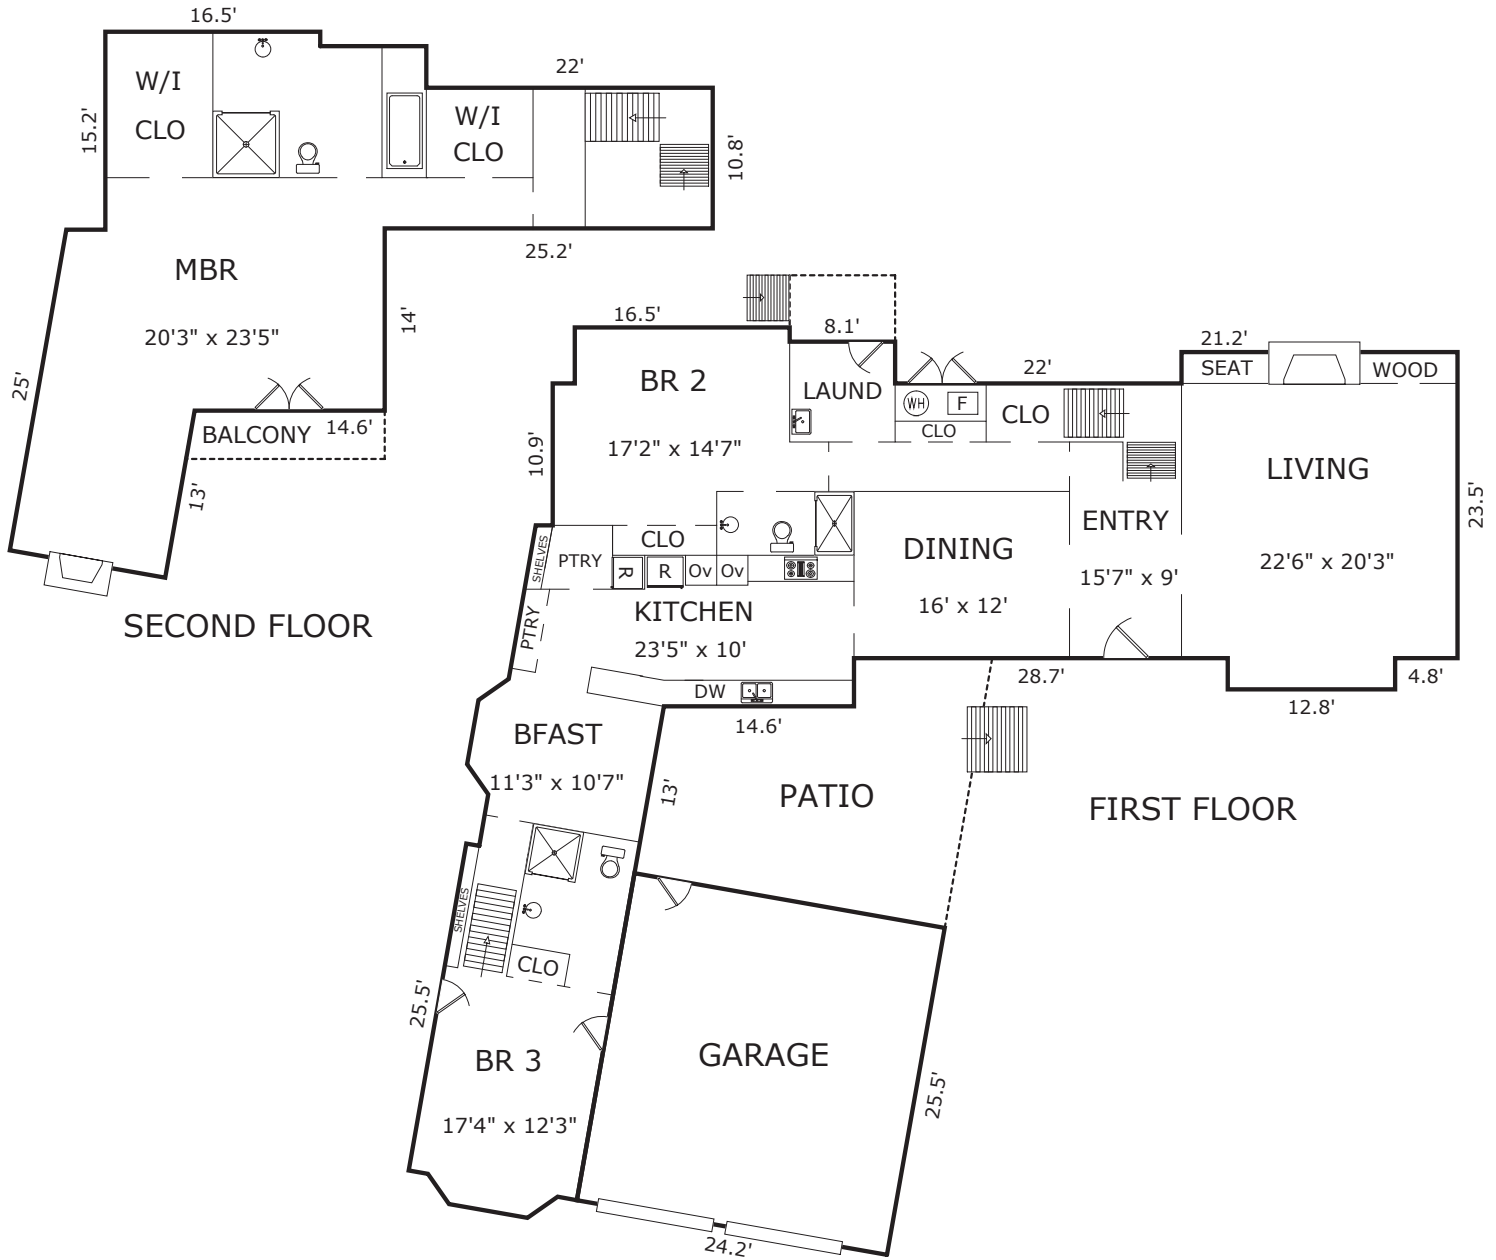 16.5'
22'
W/I
CLO
W/I
CLO
15.2'
10.8'
25.2'
MBR
20'3" x 23'5"
14'
25'
BALCONY
14.6'
13'
SECOND FLOOR
16.5'
8.1'
22'
21.2'
SEAT
WOOD
BR 2
17'2" x 14'7"
LAUND
WH
F
CLO
CLO
10.9'
LIVING
22'6" x 20'3"
23.5'
ENTRY
15'7" x 9'
DINING
16' x 12'
CLO
SHELVES
PTRY
R
R
Ov
Ov
PTRY
KITCHEN
23'5" x 10'
DW
28.7'
4.8'
12.8'
14.6'
BFAST
11'3" x 10'7"
13'
PATIO
FIRST FLOOR
SHELVES
CLO
25.5'
BR 3
17'4" x 12'3"
GARAGE
25.5'
24.2'